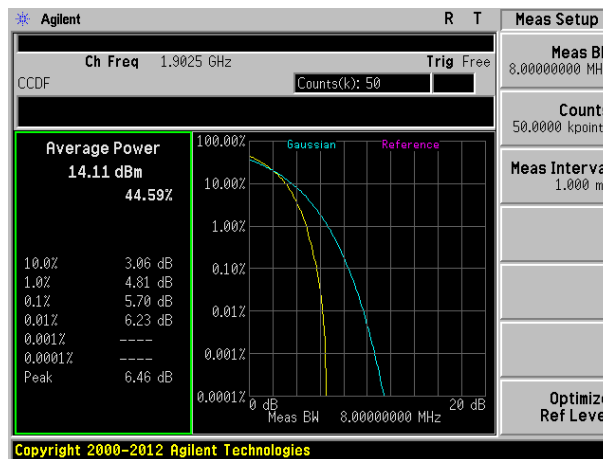 Agilent R T Meas Setup
Ch Freq 1.9025 GHz Trig Free
CCDF Counts(k): 50
Meas B
8.00000000 MH
Counts
50.0000 kpoint
Meas Interva
1.000 m
Optimize
Ref Leve
Average Power
14.11 dBm
44.59%
10.0% 3.06 dB
1.0% 4.81 dB
0.1% 5.70 dB
0.01% 6.23 dB
0.001% ----
0.0001% ----
Peak 6.46 dB
Gaussian Reference
100.00%
10.00%
1.00%
0.10%
0.01%
0.001%
0.0001%
0 dB 20 dB
Meas BW 8.00000000 MHz
Copyright 2000-2012 Agilent Technologies